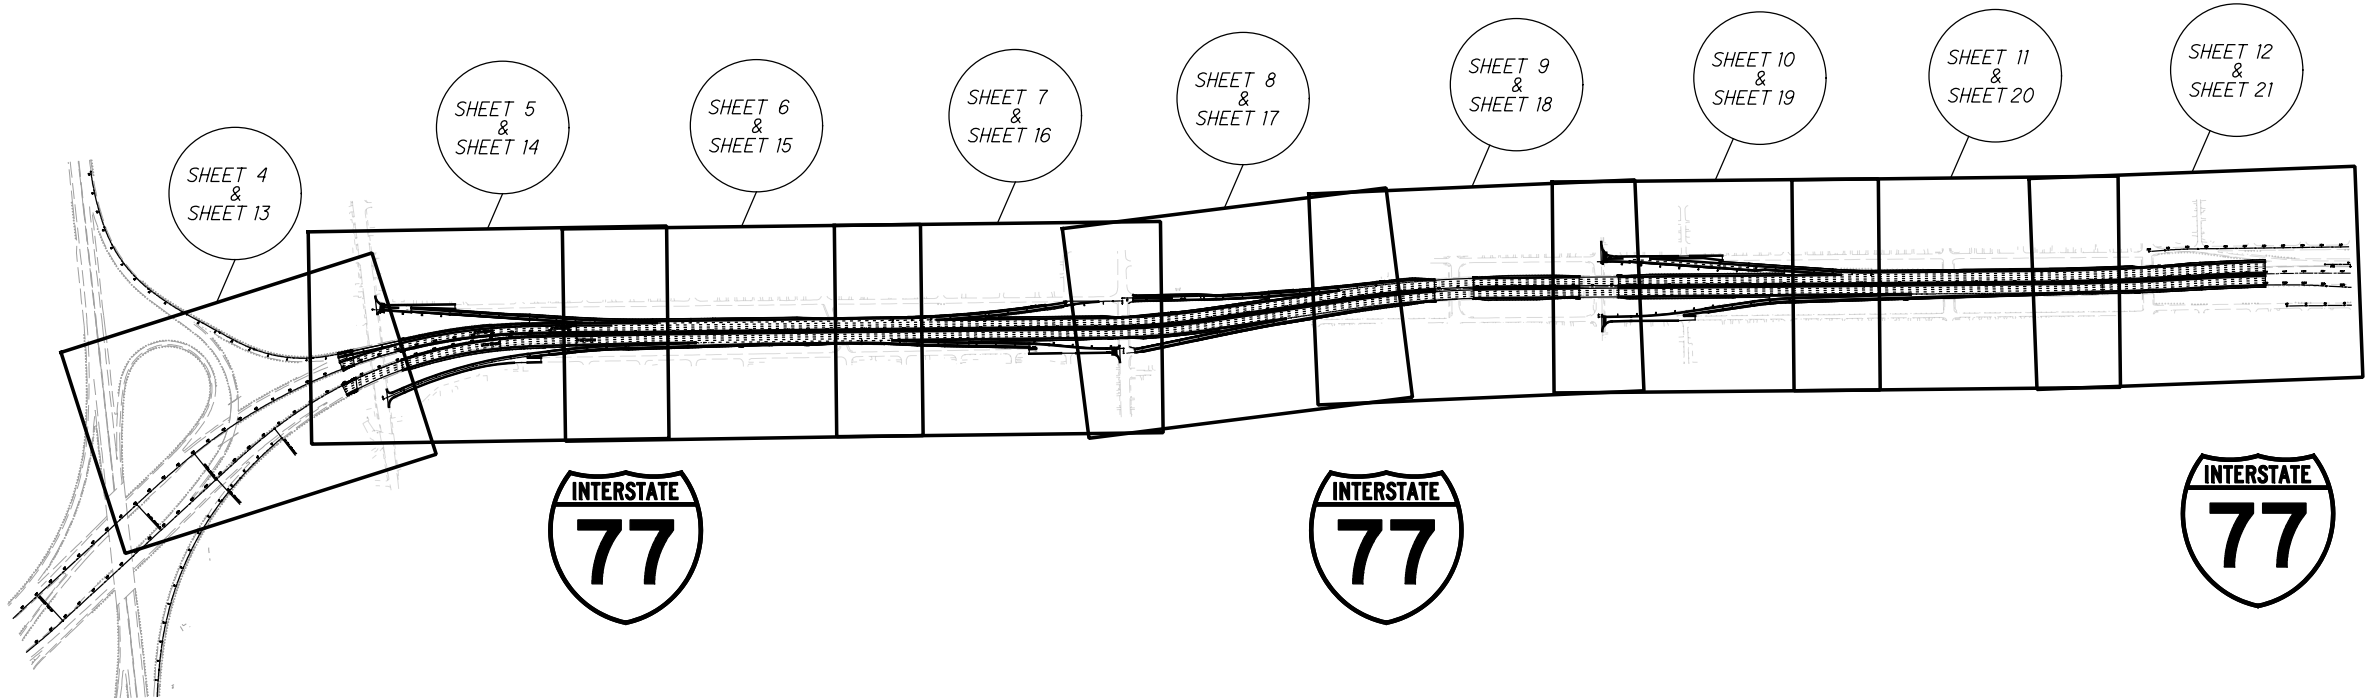 SHEET 4
&
SHEET 13
SHEET 5
&
SHEET 14
SHEET 6
&
SHEET 15
SHEET 7
&
SHEET 16
SHEET 8
&
SHEET 17
SHEET 9
&
SHEET 18
SHEET 10
&
SHEET 19
SHEET 11
&
SHEET 20
SHEET 12
&
SHEET 21
INTERSTATE
77
INTERSTATE
77
INTERSTATE
77